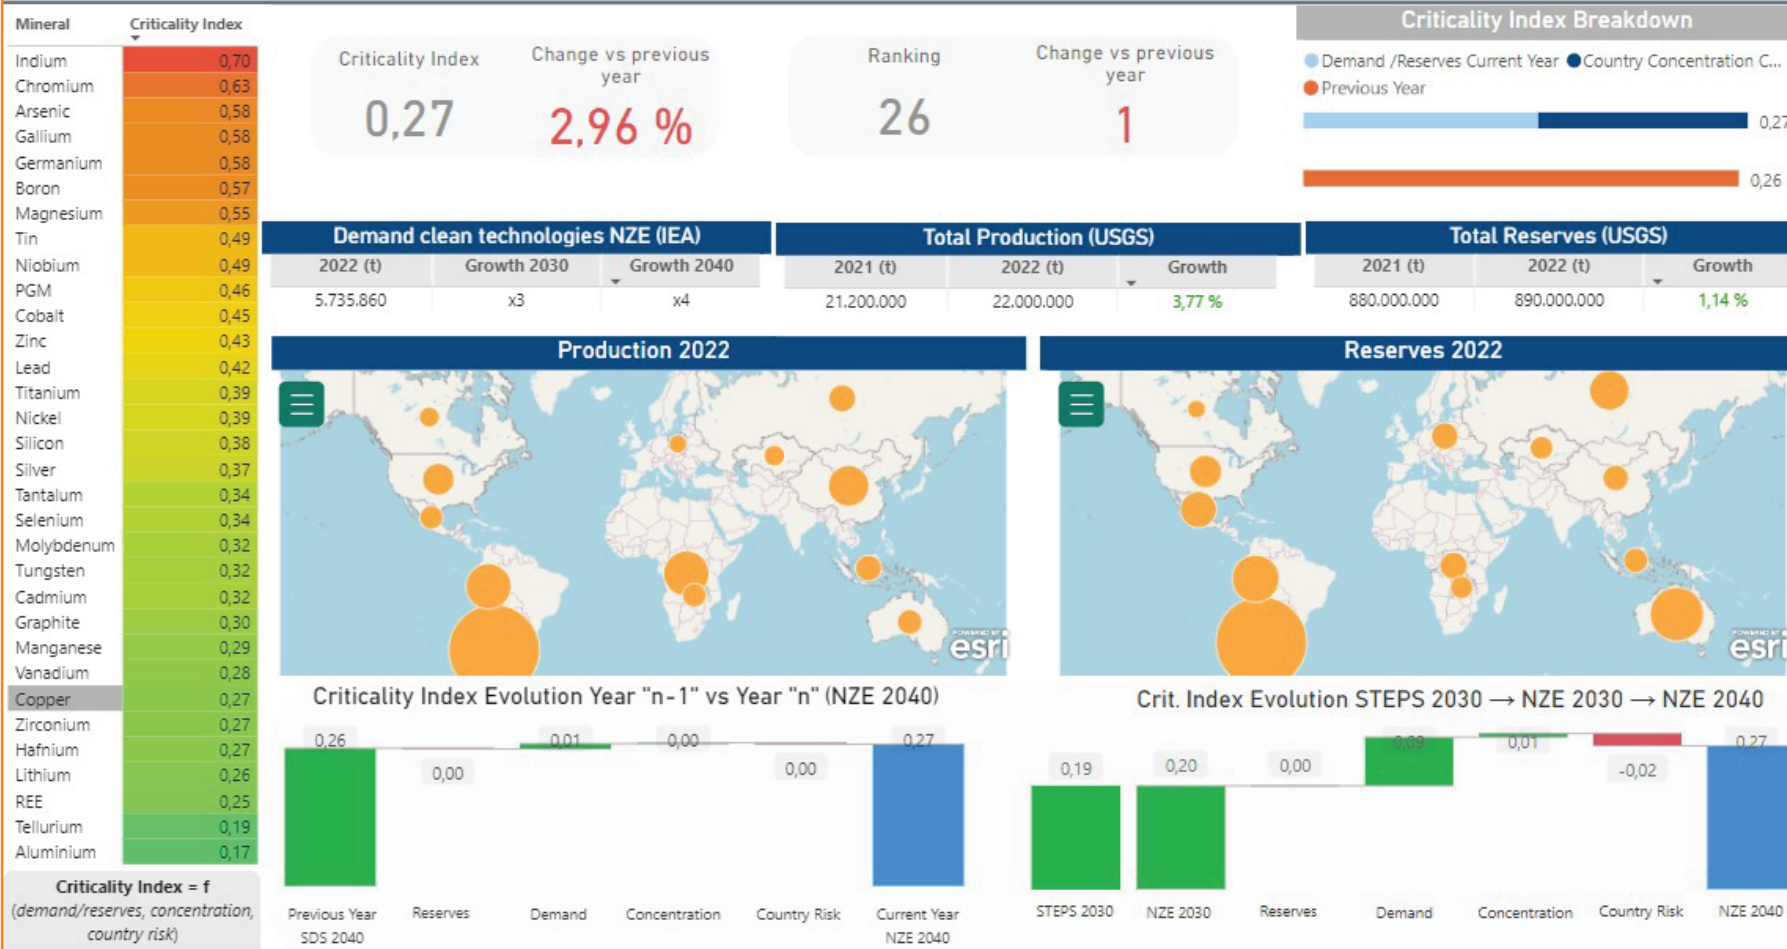 Mineral Criticality Index
Indium 0,70
Chromium 0,63
Arsenic 0,58
Gallium 0,58
Germanium 0,58
Boron 0,57
Magnesium 0,55
Tin 0,49
Niobium 0,49
PGM 0,46
Cobalt 0,45
Zinc 0,43
Lead 0,42
Titanium 0,39
Nickel 0,39
Silicon 0,38
Silver 0,37
Tantalum 0,34
Selenium 0,34
Molybdenum 0,32
Tungsten 0,32
Cadmium 0,32
Graphite 0,30
Manganese 0,29
Vanadium 0,28
Copper 0,27
Zirconium 0,27
Hafnium 0,27
Lithium 0,26
REE 0,25
Tellurium 0,19
Aluminium 0,17
Criticality Index = f
(demand/reserves, concentration,
country risk)
Criticality Index
0,27
Change vs previous
year
2,96 %
Ranking
26
Change vs previous
year
1
Criticality Index Breakdown
Demand /Reserves Current Year Country Concentration C...
Previous Year
0,27
0,26
Demand clean technologies NZE (IEA)
2022 (t) Growth 2030 Growth 2040
5.735.860 x3 x4
Total Production (USGS)
2021 (t) 2022 (t) Growth
21.200.000 22.000.000 3,77 %
Total Reserves (USGS)
2021 (t) 2022 (t) Growth
880.000.000 890.000.000 1,14 %
Production 2022
POWERED BY
esri
Reserves 2022
POWERED BY
esri
Criticality Index Evolution Year "n-1" vs Year "n" (NZE 2040)
0,26 0,00 0,01 0,00 0,00 0,27
Previous Year Reserves Demand Concentration Country Risk Current Year
SDS 2040 NZE 2040
Crit. Index Evolution STEPS 2030 → NZE 2030 → NZE 2040
0,19 0,20 0,00 0,09 0,01 -0,02 0,27
STEPS 2030 NZE 2030 Reserves Demand Concentration Country Risk NZE 2040